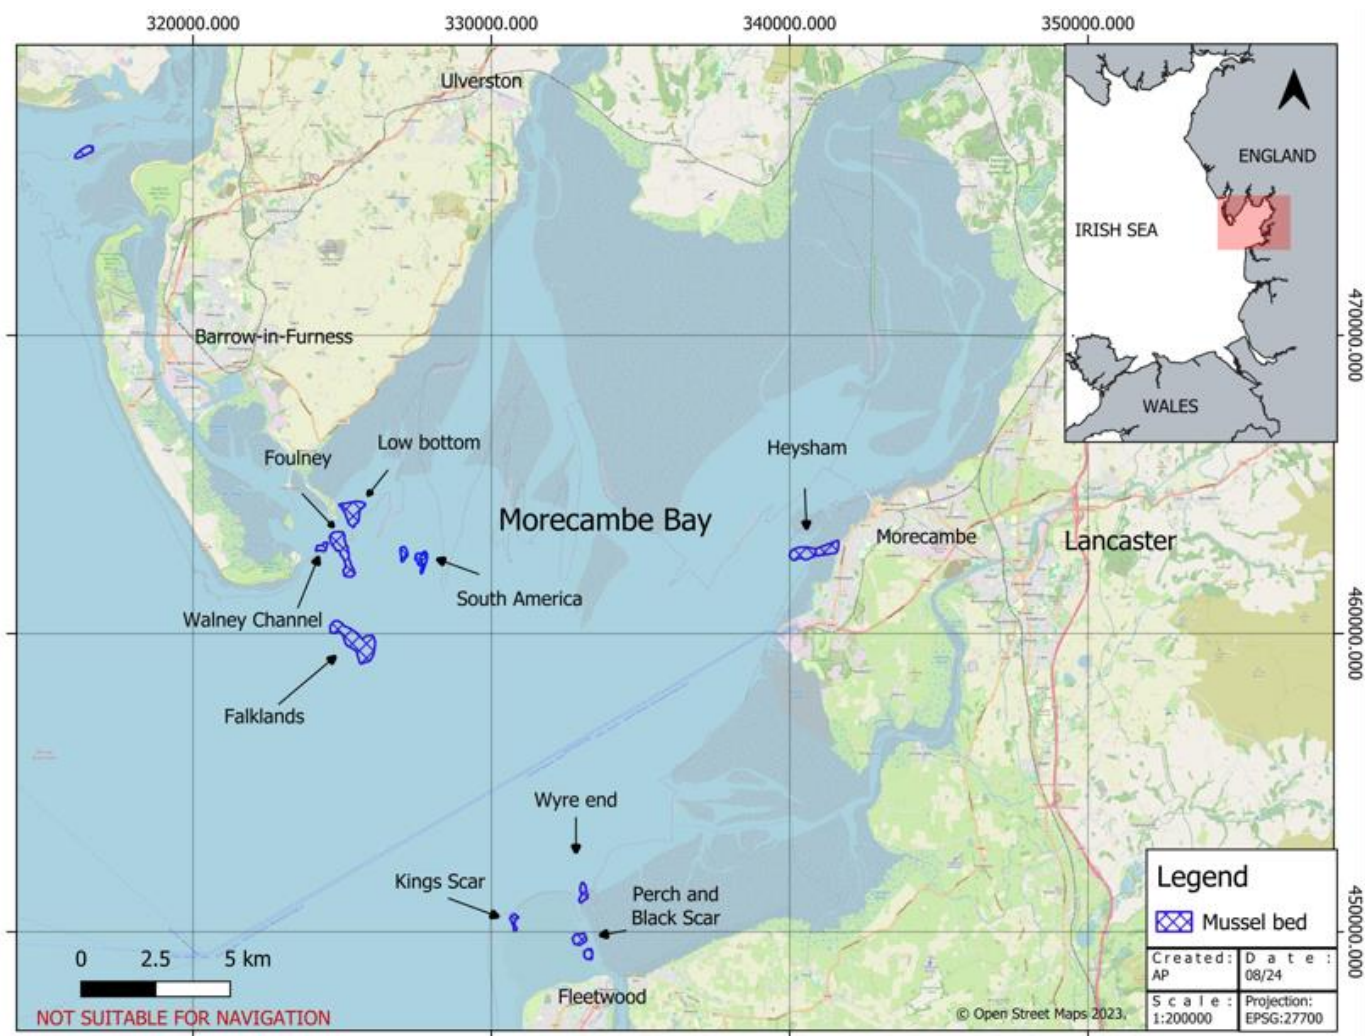 320000.000
330000.000
340000.000
350000.000
Ulverston
ENGLAND
IRISH SEA
WALES
470000.000
Barrow-in-Furness
Low bottom
Foulney
Heysham
Morecambe Bay
Morecambe
Lancaster
South America
Walney Channel
460000.000
Falklands
Wyre end
Kings Scar
Perch and
Black Scar
Legend
Mussel bed
450000.000
0 2.5 5 km
Created:
AP
Date:
08/24
Fleetwood
Scale:
1:200000
Projection:
EPSG:27700
NOT SUITABLE FOR NAVIGATION
© Open Street Maps 2023.